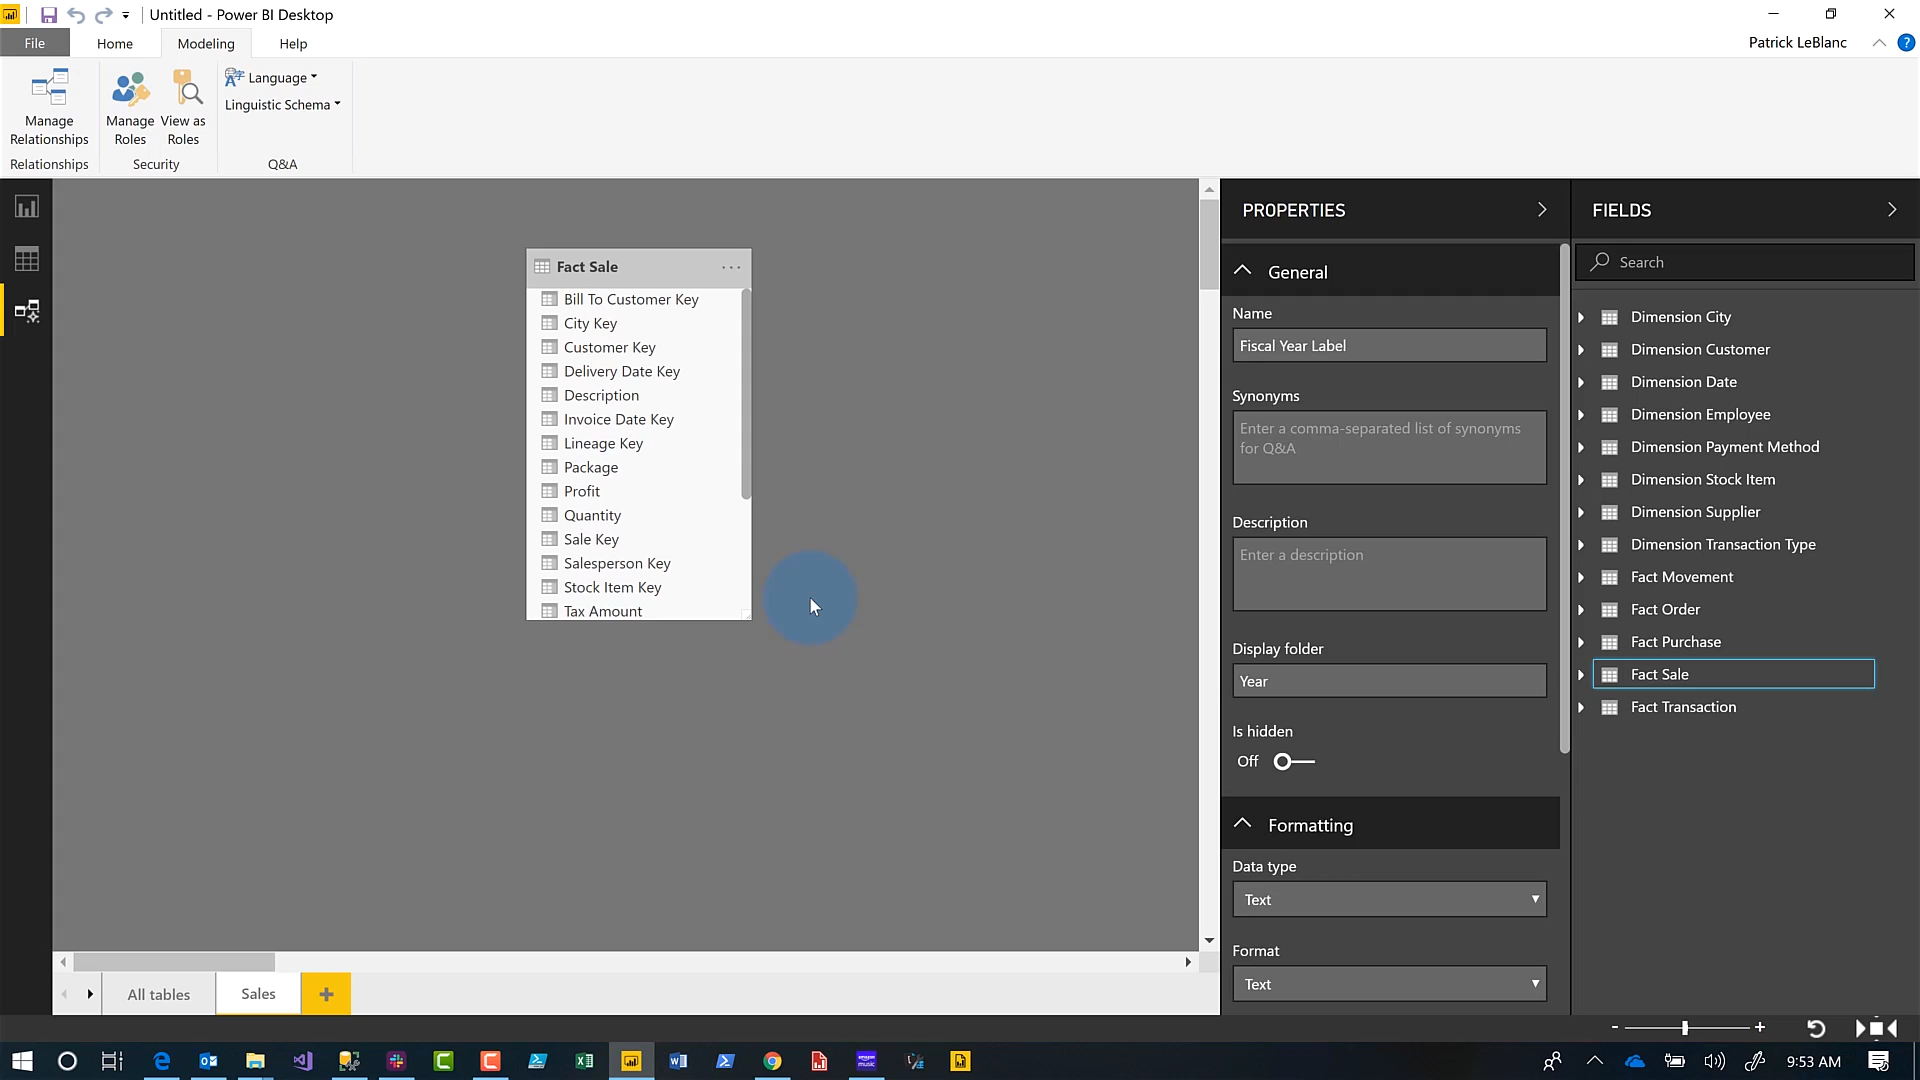 Untitled - Power BI Desktop
File
Home
Modeling
Help
Patrick LeBlanc
?
Manage
Relationships
Manage
Roles
View as
Roles
Language
Linguistic Schema
Relationships
Security
Q&A
Fact Sale
Bill To Customer Key
City Key
Customer Key
Delivery Date Key
Description
Invoice Date Key
Lineage Key
Package
Profit
Quantity
Sale Key
Salesperson Key
Stock Item Key
Tax Amount
PROPERTIES
General
Name
Fiscal Year Label
Synonyms
Enter a comma-separated list of synonyms
for Q&A
Description
Enter a description
Display folder
Year
Is hidden
Off
Formatting
Data type
Text
Format
Text
FIELDS
Search
Dimension City
Dimension Customer
Dimension Date
Dimension Employee
Dimension Payment Method
Dimension Stock Item
Dimension Supplier
Dimension Transaction Type
Fact Movement
Fact Order
Fact Purchase
Fact Sale
Fact Transaction
All tables
Sales
+
- +
9:53 AM